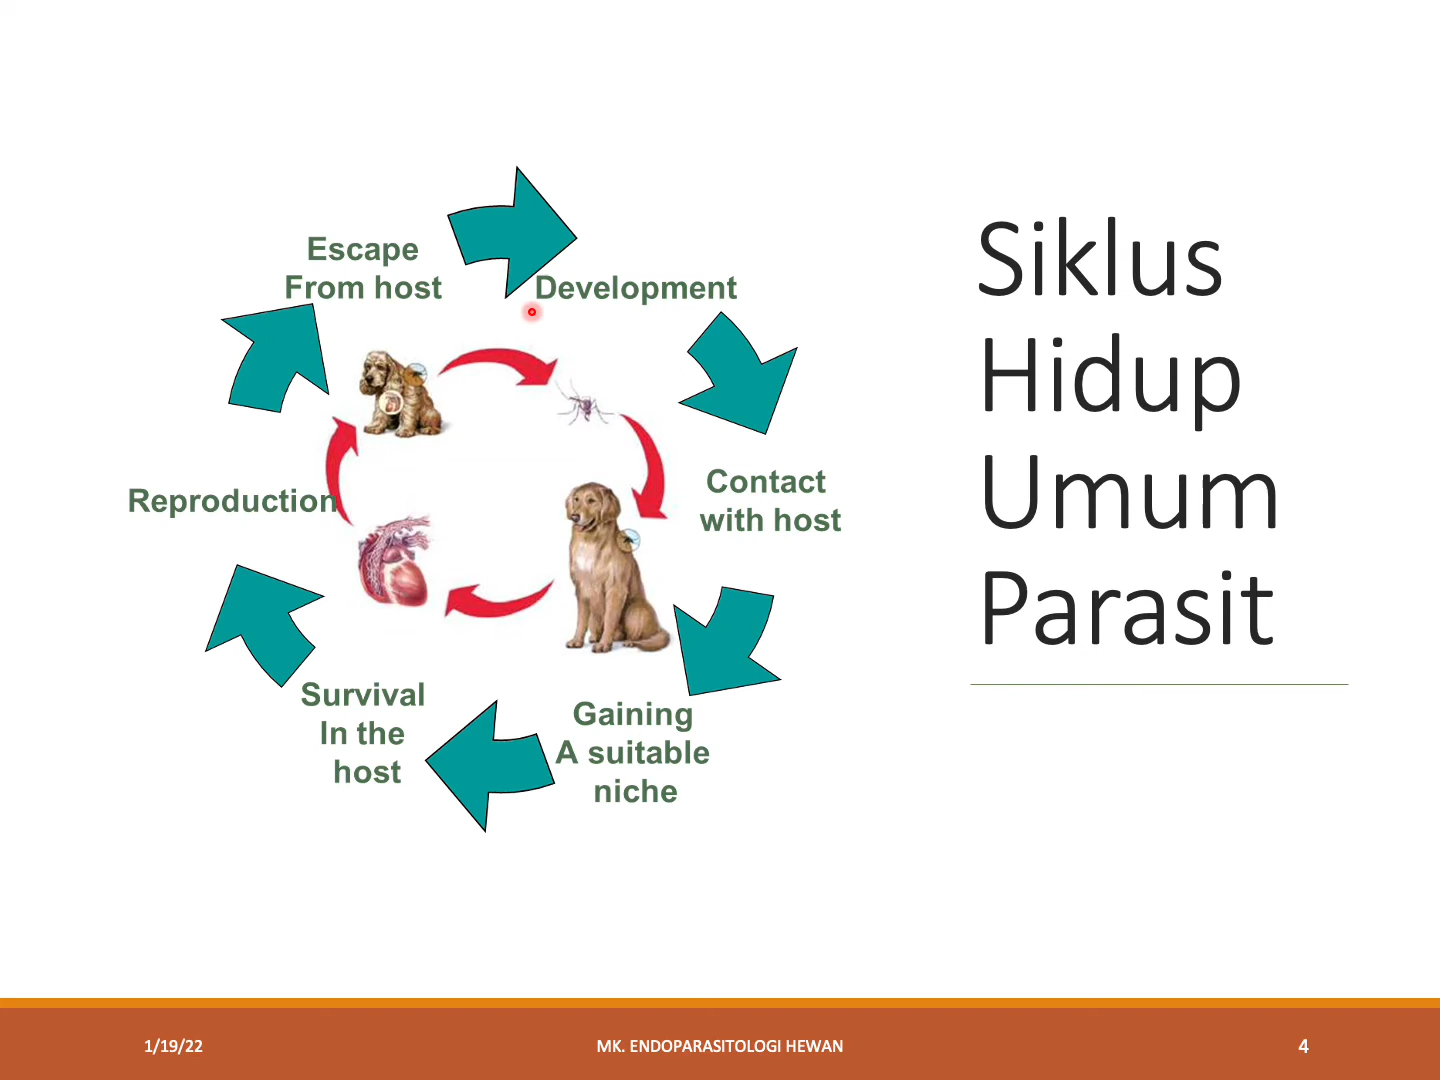 Escape
From host
Development
Contact
with host
Gaining
A suitable
niche
Survival
In the
host
Reproduction
Siklus
Hidup
Umum
Parasit
1/19/22
MK. ENDOPARASITOLOGI HEWAN
4